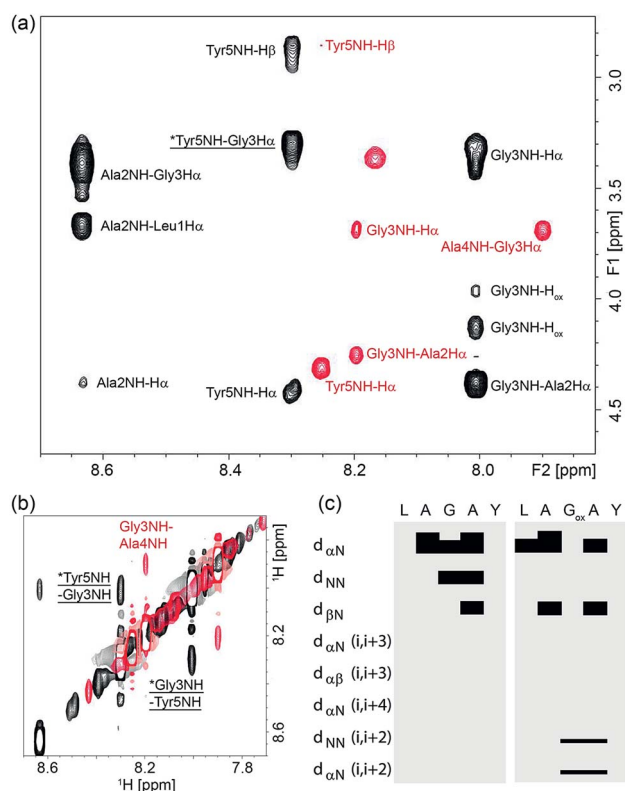 (a)
Tyr5NH-Hβ
Tyr5NH-Hβ
*Tyr5NH-Gly3Hα
Gly3NH-Hα
Ala2NH-Gly3Hα
Ala2NH-Leu1Hα
Gly3NH-Hα
Ala4NH-Gly3Hα
Gly3NH-Hox
Gly3NH-Hox
Gly3NH-Ala2Hα
Ala2NH-Hα
Tyr5NH-Hα
Tyr5NH-Hα
Gly3NH-Ala2Hα
3.0
3.5
4.0
4.5
F1 [ppm]
8.6
8.4
8.2
8.0
F2 [ppm]
(b)
Gly3NH-
Ala4NH
*Tyr5NH
-Gly3NH
*Gly3NH
-Tyr5NH
¹H [ppm]
8.2
8.6
8.6
8.2
7.8
¹H [ppm]
(c)
L A G A Y
L A Gox A Y
dαN
dNN
dβN
dαN (i,i+3)
dαβ (i,i+3)
dαN (i,i+4)
dNN (i,i+2)
dαN (i,i+2)